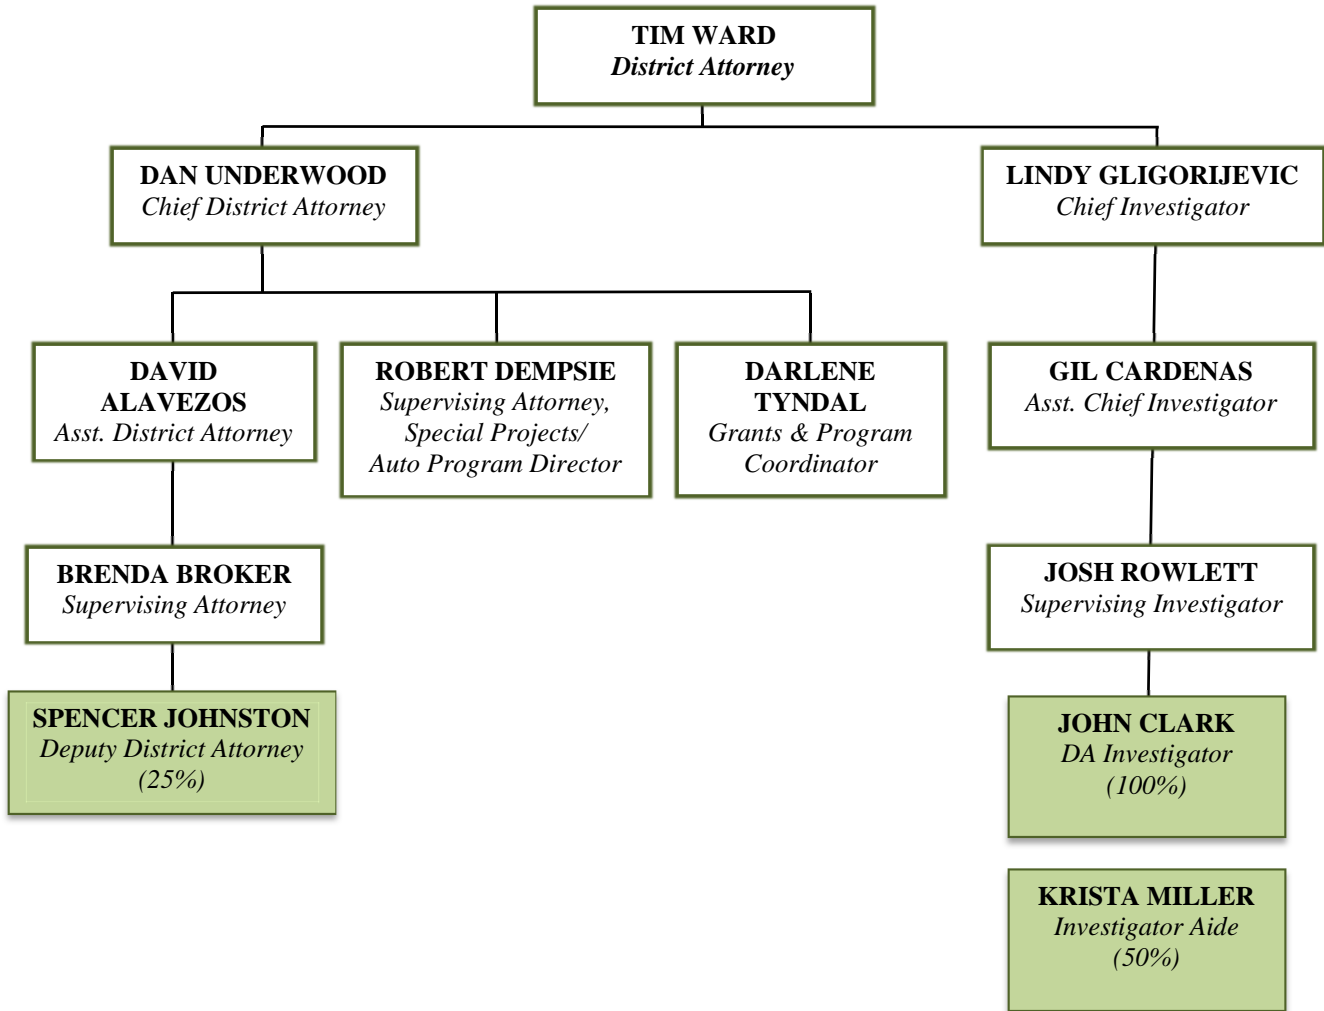 TIM WARD
District Attorney
DAN UNDERWOOD
Chief District Attorney
LINDY GLIGORIJEVIC
Chief Investigator
DAVID
ALAVEZOS
Asst. District Attorney
ROBERT DEMPSIE
Supervising Attorney,
Special Projects/
Auto Program Director
DARLENE
TYNDAL
Grants & Program
Coordinator
GIL CARDENAS
Asst. Chief Investigator
BRENDA BROKER
Supervising Attorney
JOSH ROWLETT
Supervising Investigator
SPENCER JOHNSTON
Deputy District Attorney
(25%)
JOHN CLARK
DA Investigator
(100%)
KRISTA MILLER
Investigator Aide
(50%)